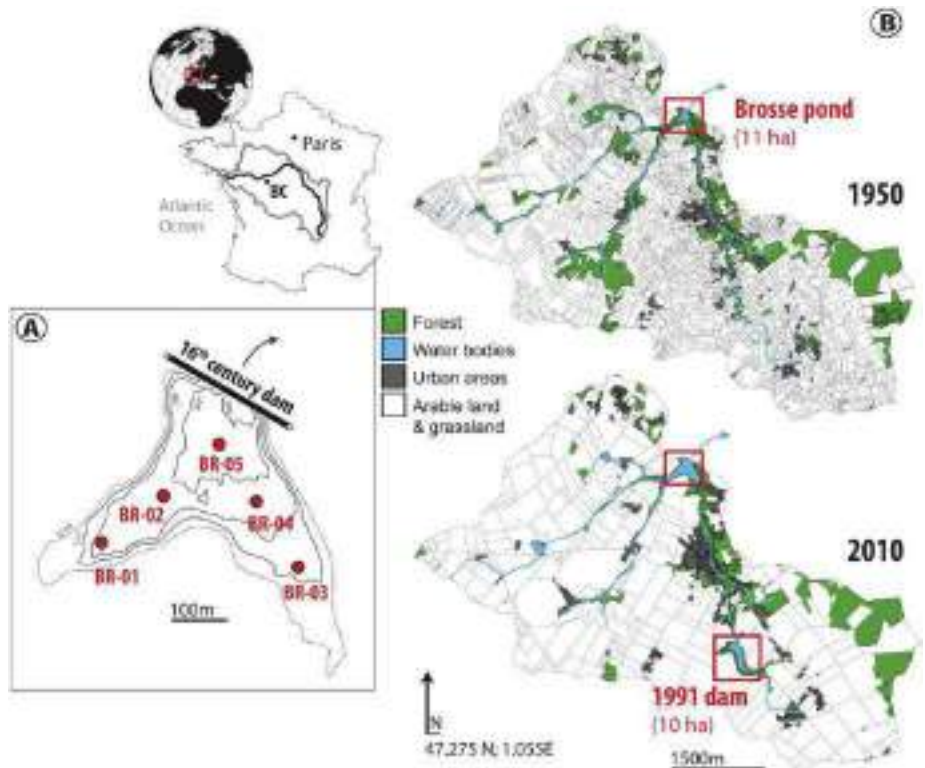 Paris
BC
Atlantic
Ocean
A
16th century dam
BR-05
BR-02
BR-04
BR-01
BR-03
100m
Forest
Water bodies
Urban areas
Arable land
& grassland
B
Brosse pond
(11 ha)
1950
2010
1991 dam
(10 ha)
N
47,275 N; 1,055E
1500m